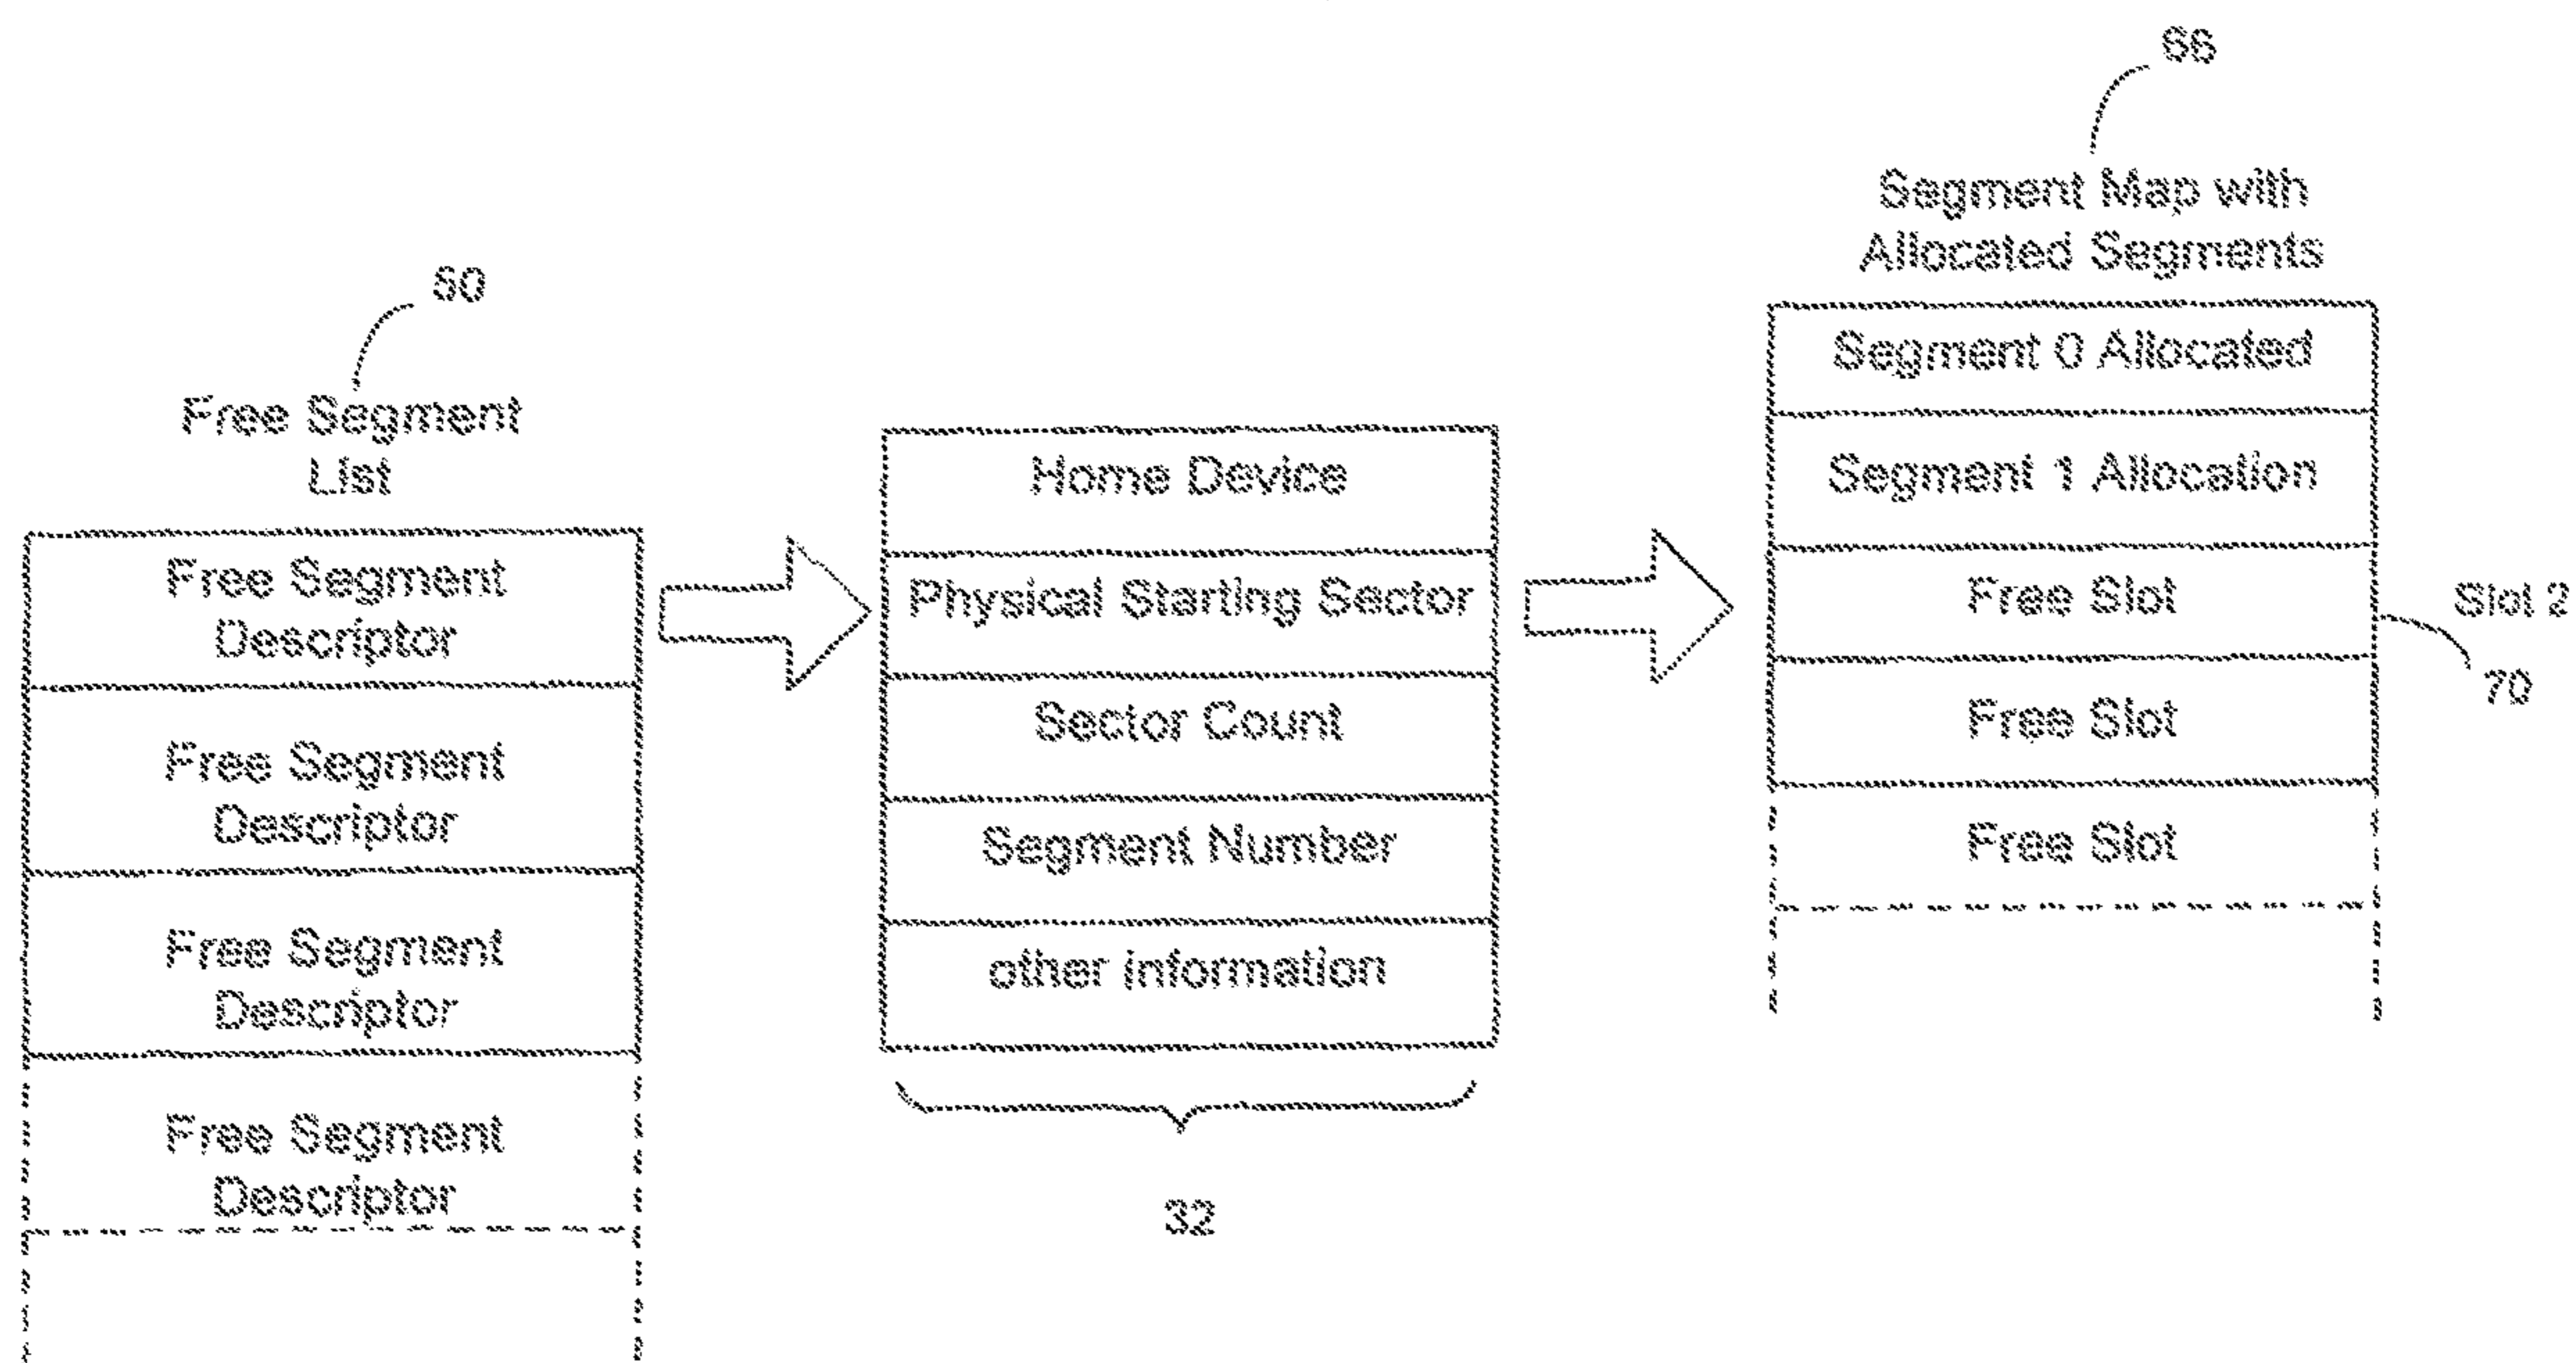 60
Free Segment
List
Free Segment
Descriptor
Free Segment
Descriptor
Free Segment
Descriptor
Free Segment
Descriptor
Home Device
Physical Starting Sector
Sector Count
Segment Number
other information
32
66
Segment Map with
Allocated Segments
Segment 0 Allocated
Segment 1 Allocation
Free Slot
Free Slot
Free Slot
Slot 2
70